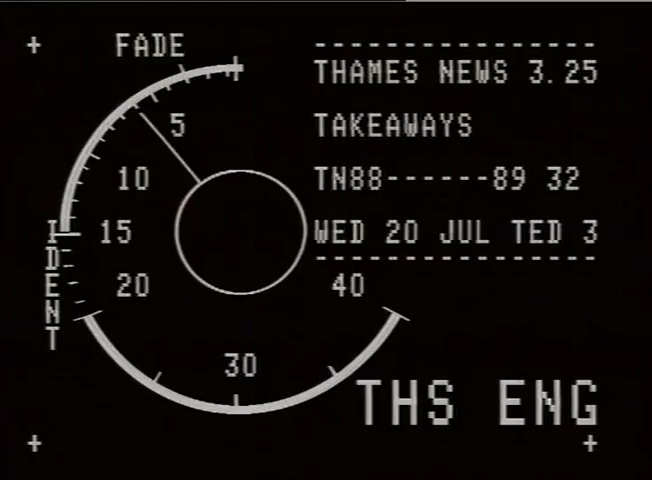 FADE
THAMES NEWS 3.25
TAKEAWAYS
TN88------89 32
WED 20 JUL TED 3
5
10
15
20
30
40
IDENT
THS ENG